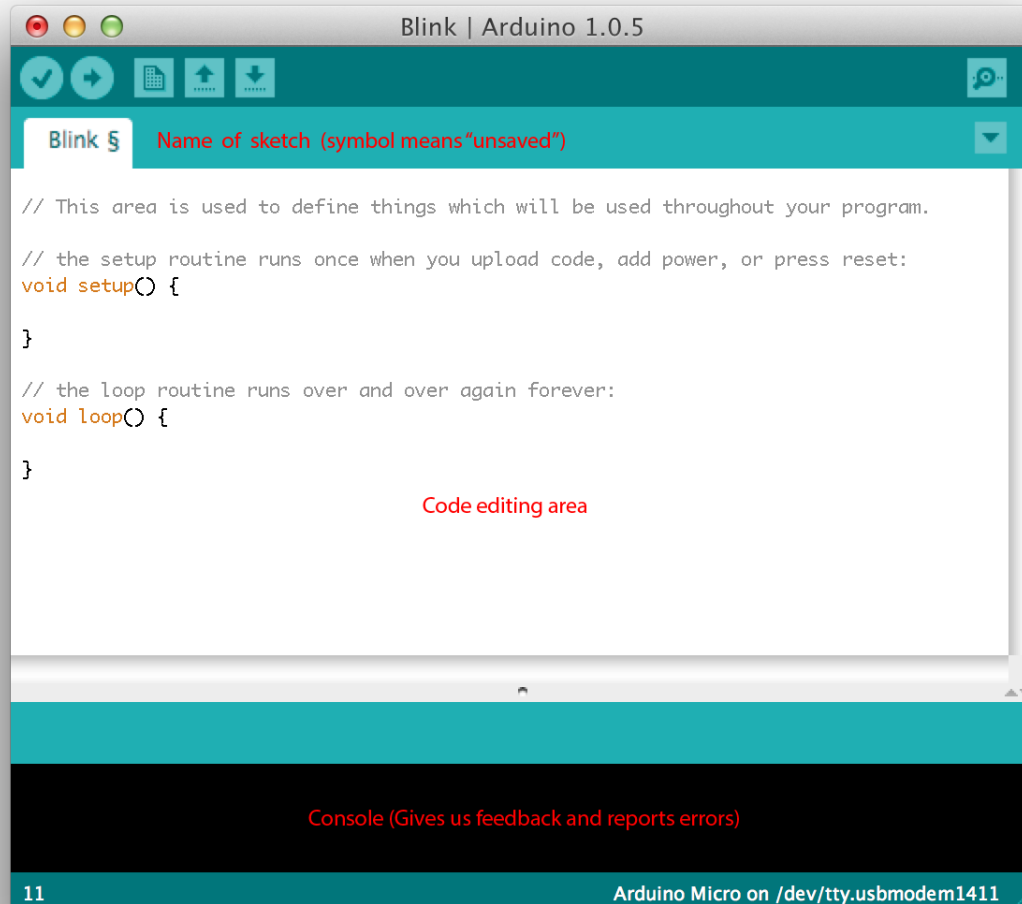 Blink | Arduino 1.0.5
Blink § Name of sketch (symbol means “unsaved”)
// This area is used to define things which will be used throughout your program.
// the setup routine runs once when you upload code, add power, or press reset:
void setup() {
}
// the loop routine runs over and over again forever:
void loop() {
}
Code editing area
Console (Gives us feedback and reports errors)
11 Arduino Micro on /dev/tty.usbmodem1411